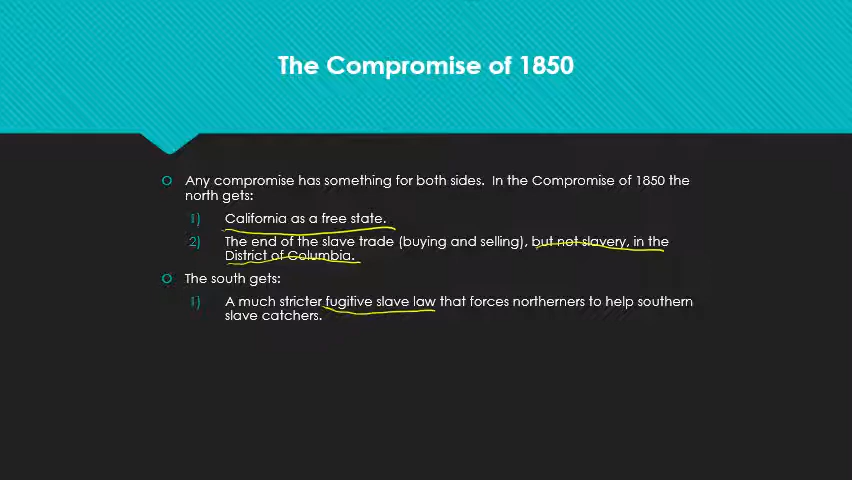 The Compromise of 1850
Any compromise has something for both sides. In the Compromise of 1850 the
north gets:
1) California as a free state.
2) The end of the slave trade (buying and selling), but not slavery, in the
District of Columbia.
The south gets:
1) A much stricter fugitive slave law that forces northerners to help southern
slave catchers.